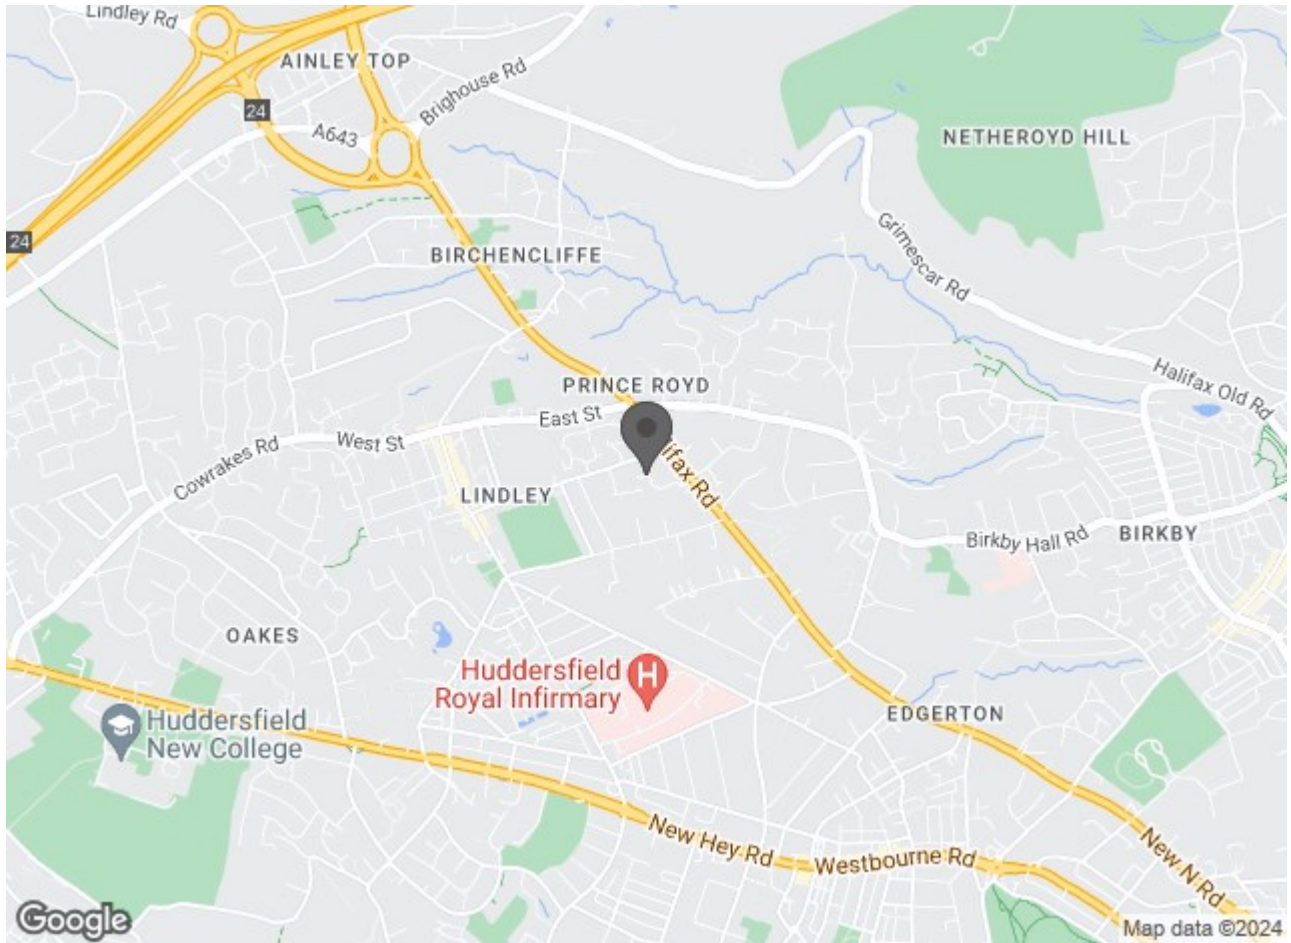 Lindley Rd
AINLEY TOP
Brighouse Rd
24
A643
NETHEROYD HILL
24
BIRCHENCLIFFE
Grimescar Rd
PRINCE ROYD
Halifax Old Rd
East St
West St
Cowrakes Rd
lifax Rd
LINDLEY
Birkby Hall Rd
BIRKBY
OAKES
Huddersfield
Royal Infirmary
H
EDGERTON
Huddersfield
New College
New Hey Rd
Westbourne Rd
New N Rd
Google
Map data ©2024